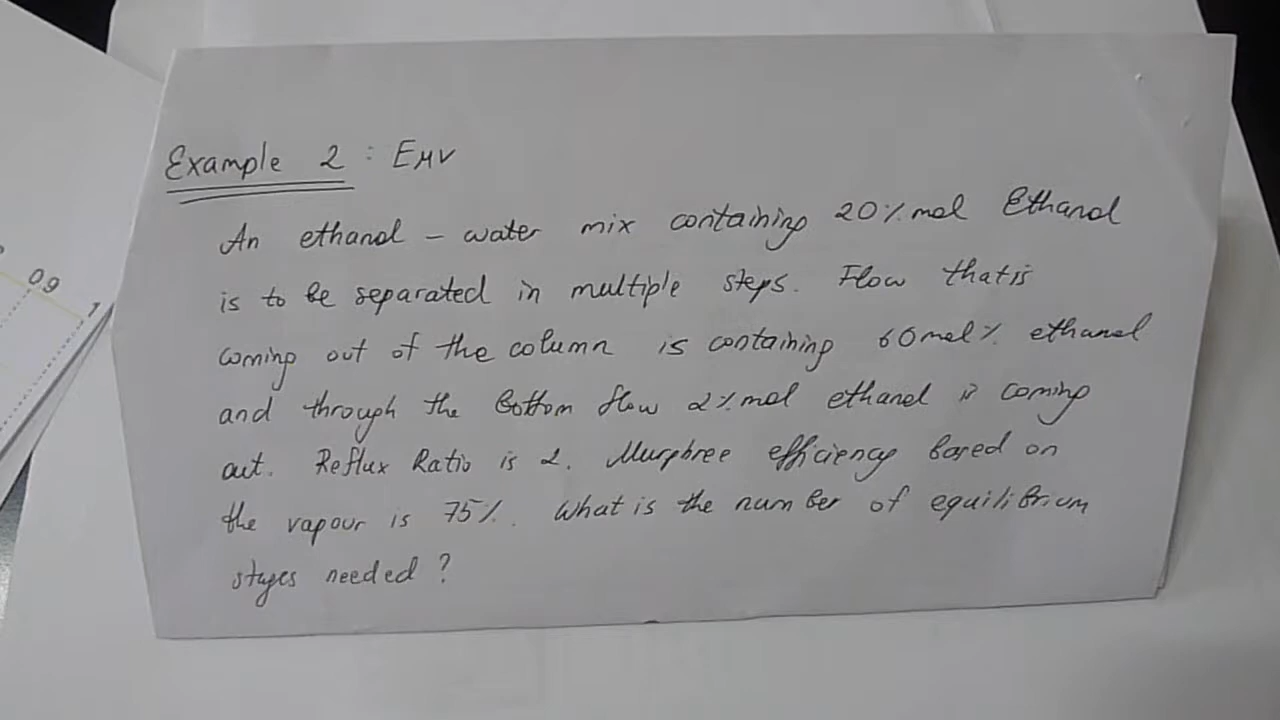 Example 2 : EMV
An ethanol - water mix containing 20% mol Ethanol
is to be separated in multiple steps. Flow that is
coming out of the column is containing 60 mol % ethanol
and through the bottom flow 2% mol ethanol is coming
out. Reflux Ratio is 2. Murphree efficiency based on
the vapour is 75%. What is the number of equilibrium
stages needed?
0.9
1